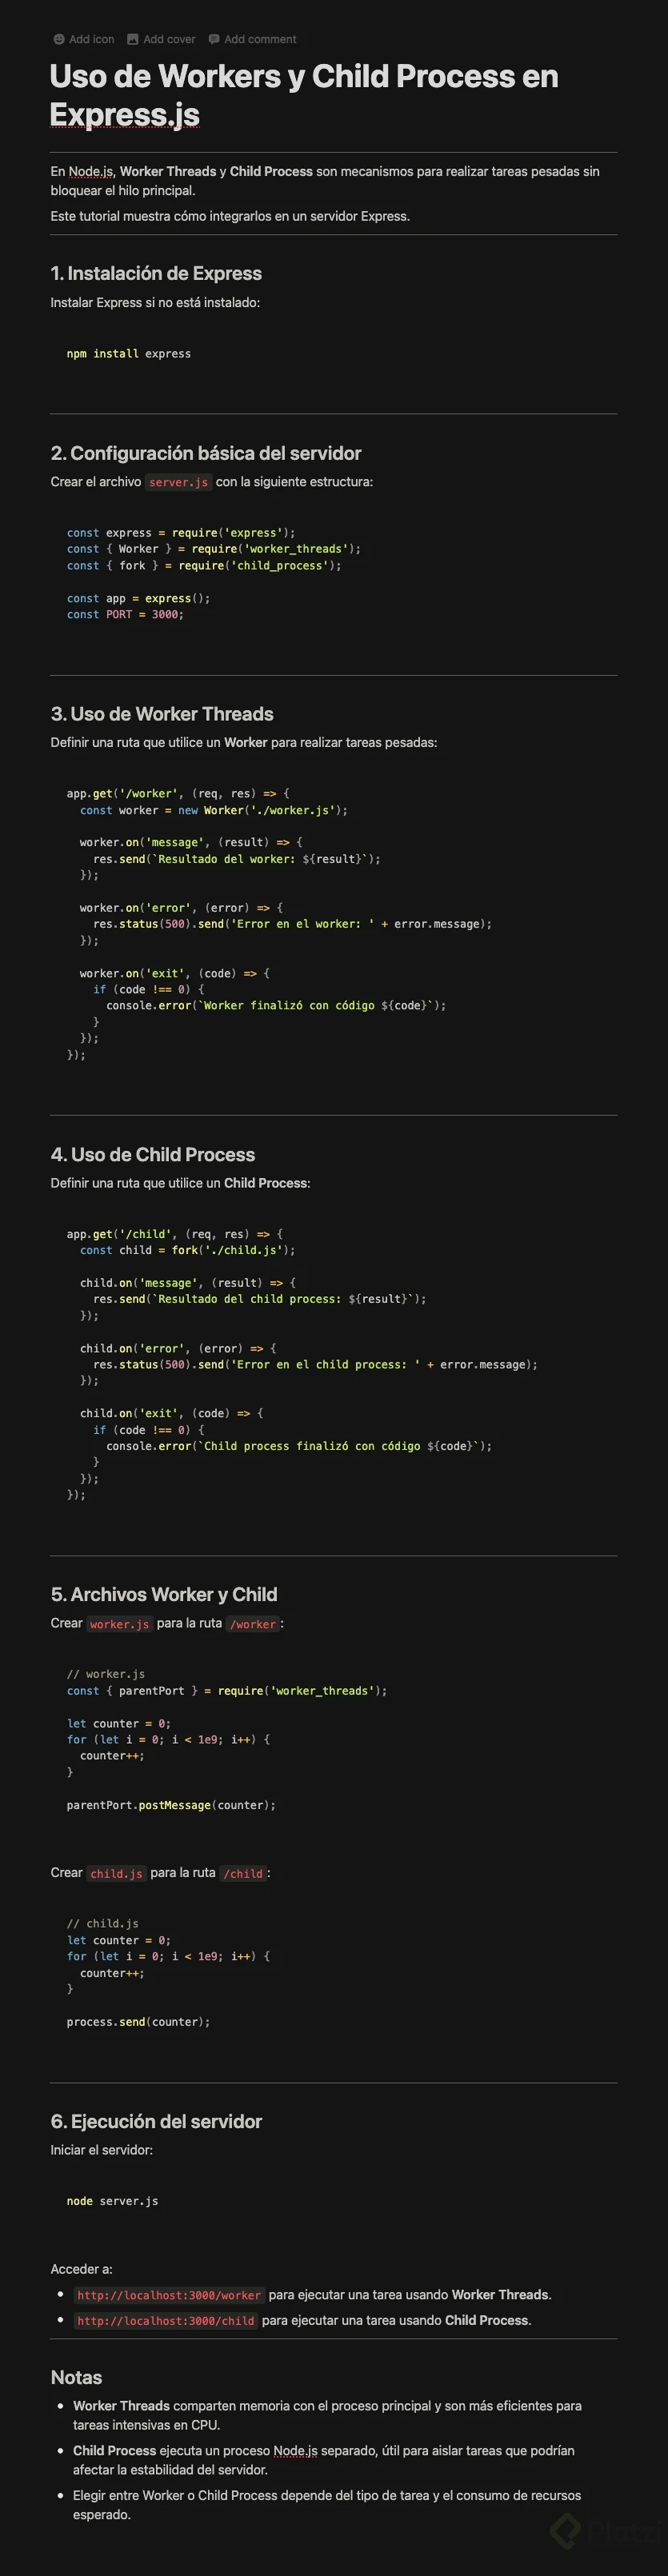 Add icon Add cover Add comment
Uso de Workers y Child Process en
Express.js
En Node.js, Worker Threads y Child Process son mecanismos para realizar tareas pesadas sin
bloquear el hilo principal.
Este tutorial muestra cómo integrarlos en un servidor Express.
1. Instalación de Express
Instalar Express si no está instalado:
npm install express
2. Configuración básica del servidor
Crear el archivo server.js con la siguiente estructura:
const express = require('express');
const { Worker } = require('worker_threads');
const { fork } = require('child_process');
const app = express();
const PORT = 3000;
3. Uso de Worker Threads
Definir una ruta que utilice un Worker para realizar tareas pesadas:
app.get('/worker', (req, res) => {
  const worker = new Worker('./worker.js');
  worker.on('message', (result) => {
    res.send(`Resultado del worker: ${result}`);
  });
  worker.on('error', (error) => {
    res.status(500).send('Error en el worker: ' + error.message);
  });
  worker.on('exit', (code) => {
    if (code !== 0) {
      console.error(`Worker finalizó con código ${code}`);
    }
  });
});
4. Uso de Child Process
Definir una ruta que utilice un Child Process:
app.get('/child', (req, res) => {
  const child = fork('./child.js');
  child.on('message', (result) => {
    res.send(`Resultado del child process: ${result}`);
  });
  child.on('error', (error) => {
    res.status(500).send('Error en el child process: ' + error.message);
  });
  child.on('exit', (code) => {
    if (code !== 0) {
      console.error(`Child process finalizó con código ${code}`);
    }
  });
});
5. Archivos Worker y Child
Crear worker.js para la ruta /worker:
// worker.js
const { parentPort } = require('worker_threads');
let counter = 0;
for (let i = 0; i < 1e9; i++) {
  counter++;
}
parentPort.postMessage(counter);
Crear child.js para la ruta /child:
// child.js
let counter = 0;
for (let i = 0; i < 1e9; i++) {
  counter++;
}
process.send(counter);
6. Ejecución del servidor
Iniciar el servidor:
node server.js
Acceder a:
• http://localhost:3000/worker para ejecutar una tarea usando Worker Threads.
• http://localhost:3000/child para ejecutar una tarea usando Child Process.
Notas
• Worker Threads comparten memoria con el proceso principal y son más eficientes para
tareas intensivas en CPU.
• Child Process ejecuta un proceso Node.js separado, útil para aislar tareas que podrían
afectar la estabilidad del servidor.
• Elegir entre Worker o Child Process depende del tipo de tarea y el consumo de recursos
esperado.
Platzi